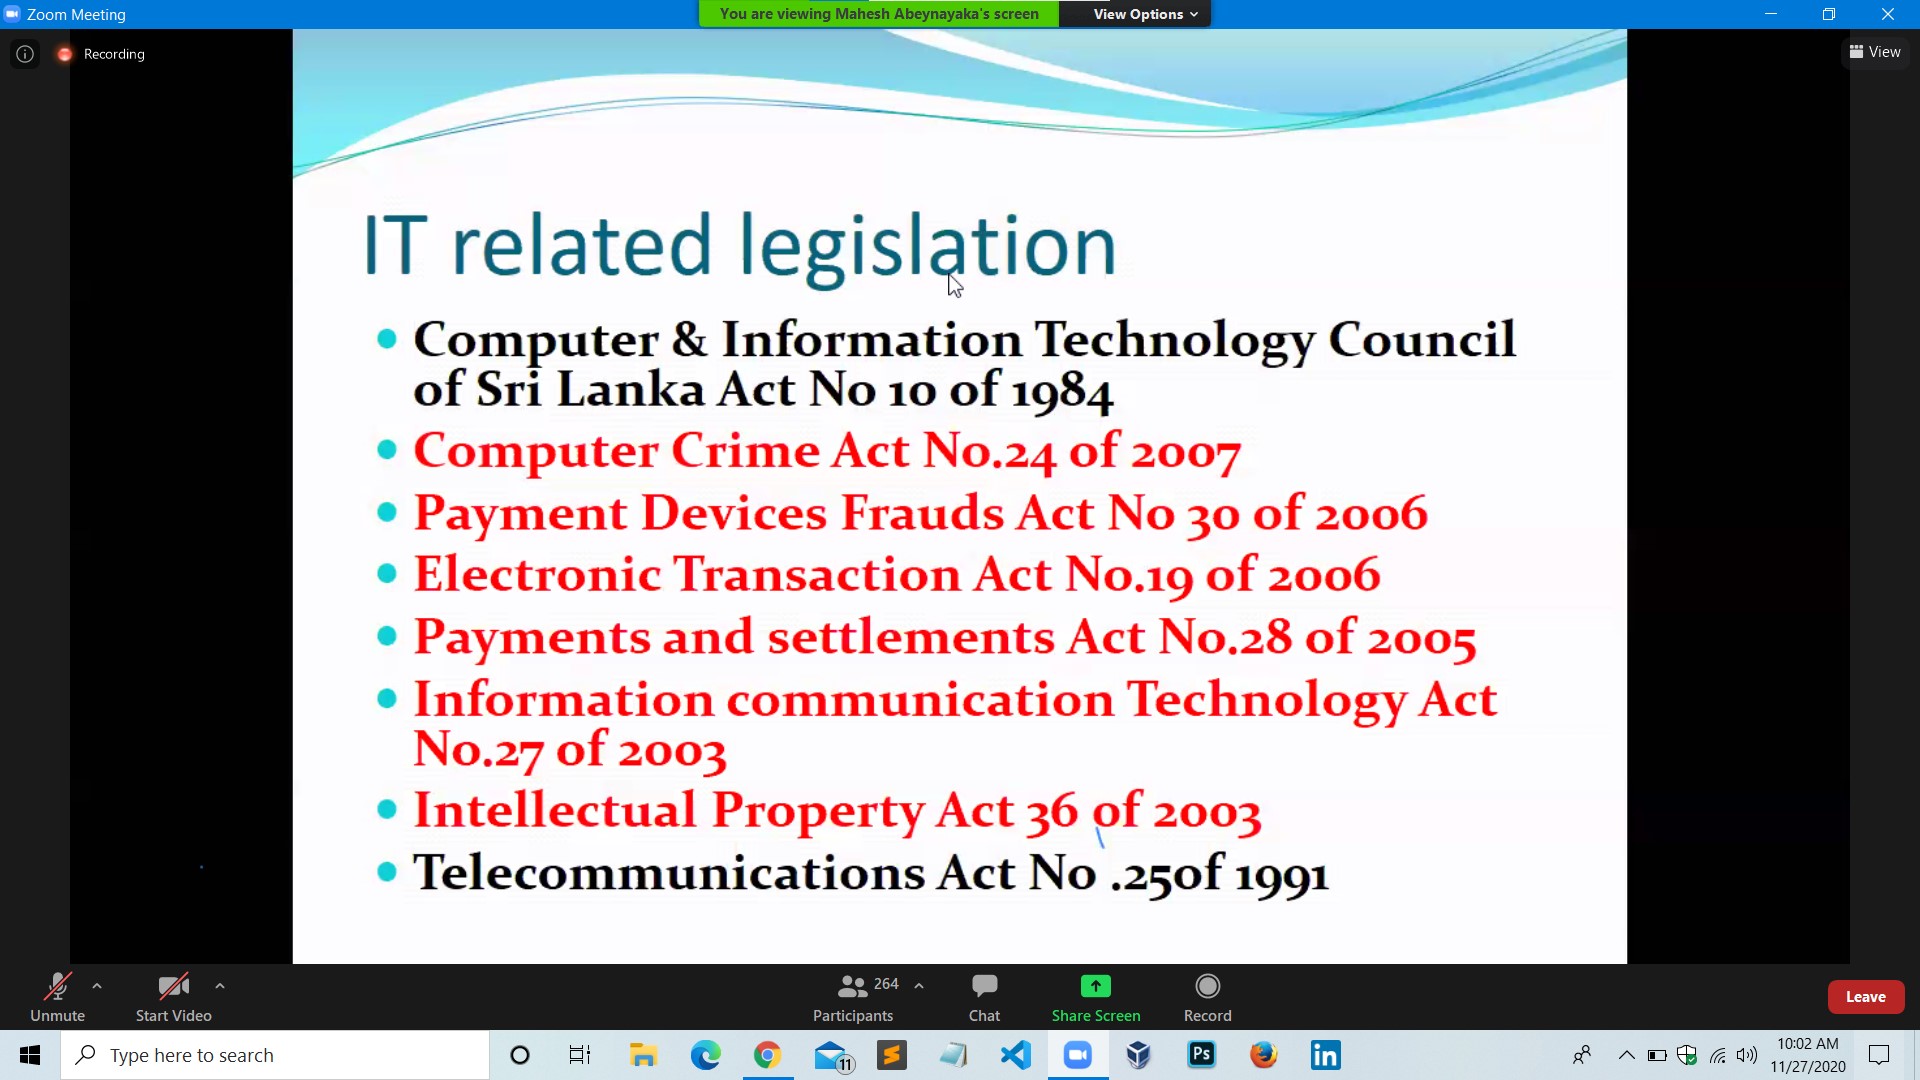 Zoom Meeting
You are viewing Mahesh Abeynayaka's screen
View Options
Recording
View
IT related legislation
Computer & Information Technology Council
of Sri Lanka Act No 10 of 1984
Computer Crime Act No.24 of 2007
Payment Devices Frauds Act No 30 of 2006
Electronic Transaction Act No.19 of 2006
Payments and settlements Act No.28 of 2005
Information communication Technology Act
No.27 of 2003
Intellectual Property Act 36 of 2003
Telecommunications Act No .25of 1991
264
Unmute
Start Video
Participants
Chat
Share Screen
Record
Leave
Type here to search
11
Ps
in
10:02 AM
11/27/2020